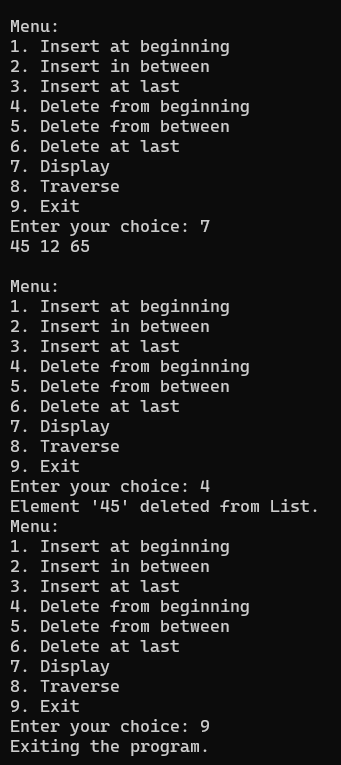 Menu:
1. Insert at beginning
2. Insert in between
3. Insert at last
4. Delete from beginning
5. Delete from between
6. Delete at last
7. Display
8. Traverse
9. Exit
Enter your choice: 7
45 12 65
Menu:
1. Insert at beginning
2. Insert in between
3. Insert at last
4. Delete from beginning
5. Delete from between
6. Delete at last
7. Display
8. Traverse
9. Exit
Enter your choice: 4
Element '45' deleted from List.
Menu:
1. Insert at beginning
2. Insert in between
3. Insert at last
4. Delete from beginning
5. Delete from between
6. Delete at last
7. Display
8. Traverse
9. Exit
Enter your choice: 9
Exiting the program.